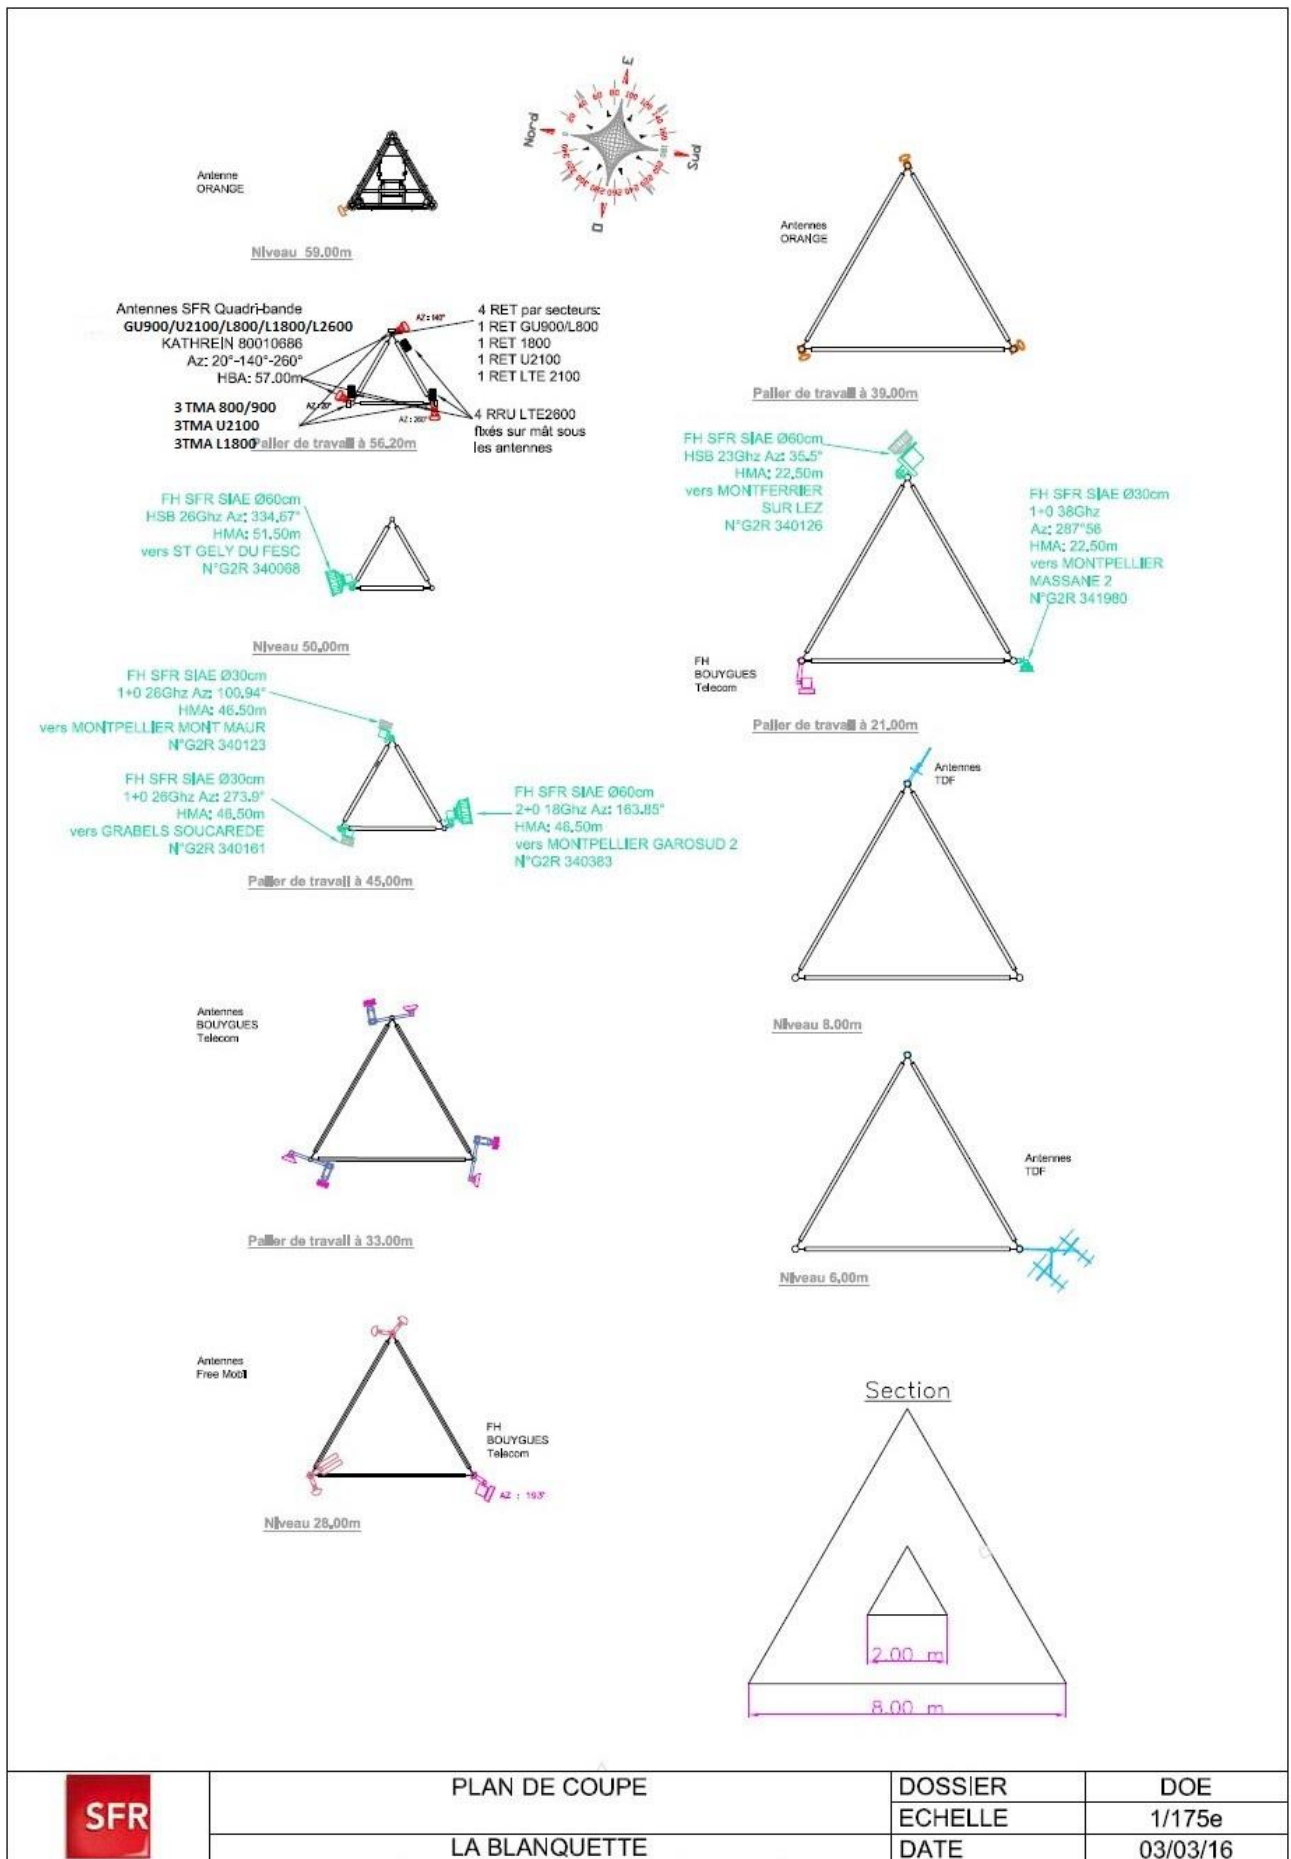 Nord
E
Sud
O
Antenne
ORANGE
Niveau 59.00m
Antennes SFR Quadri-bande
GU900/U2100/L800/L1800/L2600
KATHREIN 80010686
Az: 20°-140°-260°
HBA: 57.00m
3 TMA 800/900
3TMA U2100
3TMA L1800
AZ: 140°
AZ: 20°
AZ: 260°
4 RET par secteurs:
1 RET GU900/L800
1 RET 1800
1 RET U2100
1 RET LTE 2100
4 RRU LTE2600
fixés sur mât sous
les antennes
Palier de travail à 56.20m
FH SFR SIAE Ø60cm
HSB 26Ghz Az: 334,67°
HMA: 51.50m
vers ST GELY DU FESC
N°G2R 340068
Niveau 50,00m
FH SFR SIAE Ø30cm
1+0 26Ghz Az: 100.94°
HMA: 46.50m
vers MONTPELLIER MONT MAUR
N°G2R 340123
FH SFR SIAE Ø30cm
1+0 26Ghz Az: 273.9°
HMA: 46,50m
vers GRABELS SOUCAREDE
N°G2R 340161
FH SFR SIAE Ø60cm
2+0 18Ghz Az: 163.85°
HMA: 46,50m
vers MONTPELLIER GAROSUD 2
N°G2R 340383
Palier de travail à 45,00m
Antennes
BOUYGUES
Telecom
Palier de travail à 33.00m
Antennes
Free Mobil
FH
BOUYGUES
Telecom
AZ : 193°
Niveau 28,00m
Antennes
ORANGE
Palier de travail à 39.00m
FH SFR SIAE Ø60cm
HSB 23Ghz Az: 35.5°
HMA: 22,50m
vers MONTFERRIER
SUR LEZ
N°G2R 340126
FH SFR SIAE Ø30cm
1+0 38Ghz
Az: 287°56
HMA: 22,50m
vers MONTPELLIER
MASSANE 2
N°G2R 341980
FH
BOUYGUES
Telecom
Palier de travail à 21.00m
Antennes
TDF
Niveau 8.00m
Antennes
TDF
Niveau 6,00m
Section
2.00 m
8.00 m
SFR
PLAN DE COUPE
LA BLANQUETTE
DOSSIER
DOE
ECHELLE
1/175e
DATE
03/03/16